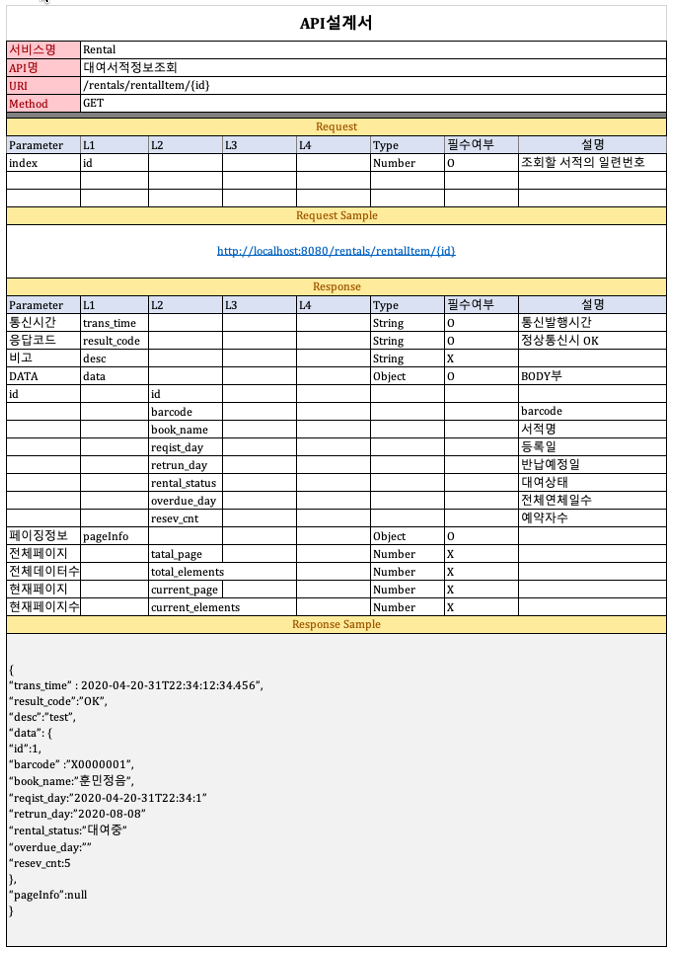 API설계서
서비스명 Rental
API명 대여서적정보조회
URI /rentals/rentalItem/{id}
Method GET
Request
Parameter L1 L2 L3 L4 Type 필수여부 설명
index id Number O 조회할 서적의 일련번호
Request Sample
http://localhost:8080/rentals/rentalItem/{id}
Response
Parameter L1 L2 L3 L4 Type 필수여부 설명
통신시간 trans_time String O 통신발행시간
응답코드 result_code String O 정상통신시 OK
비고 desc String X
DATA data Object O BODY부
id id
barcode barcode
book_name 서적명
reqist_day 등록일
retrun_day 반납예정일
rental_status 대여상태
overdue_day 전체연체일수
resev_cnt 예약자수
페이징정보 pageInfo Object O
전체페이지 tatal_page Number X
전체데이터수 total_elements Number X
현재페이지 current_page Number X
현재페이지수 current_elements Number X
Response Sample
{
“trans_time” : 2020-04-20-31T22:34:12:34.456”,
“result_code”:”OK”,
“desc”:”test”,
“data”: {
“id”:1,
“barcode” :”X0000001”,
“book_name:”훈민정음”,
“reqist_day:”2020-04-20-31T22:34:1”
“retrun_day:”2020-08-08”
“rental_status:”대여중”
“overdue_day:””
“resev_cnt:5
},
“pageInfo”:null
}